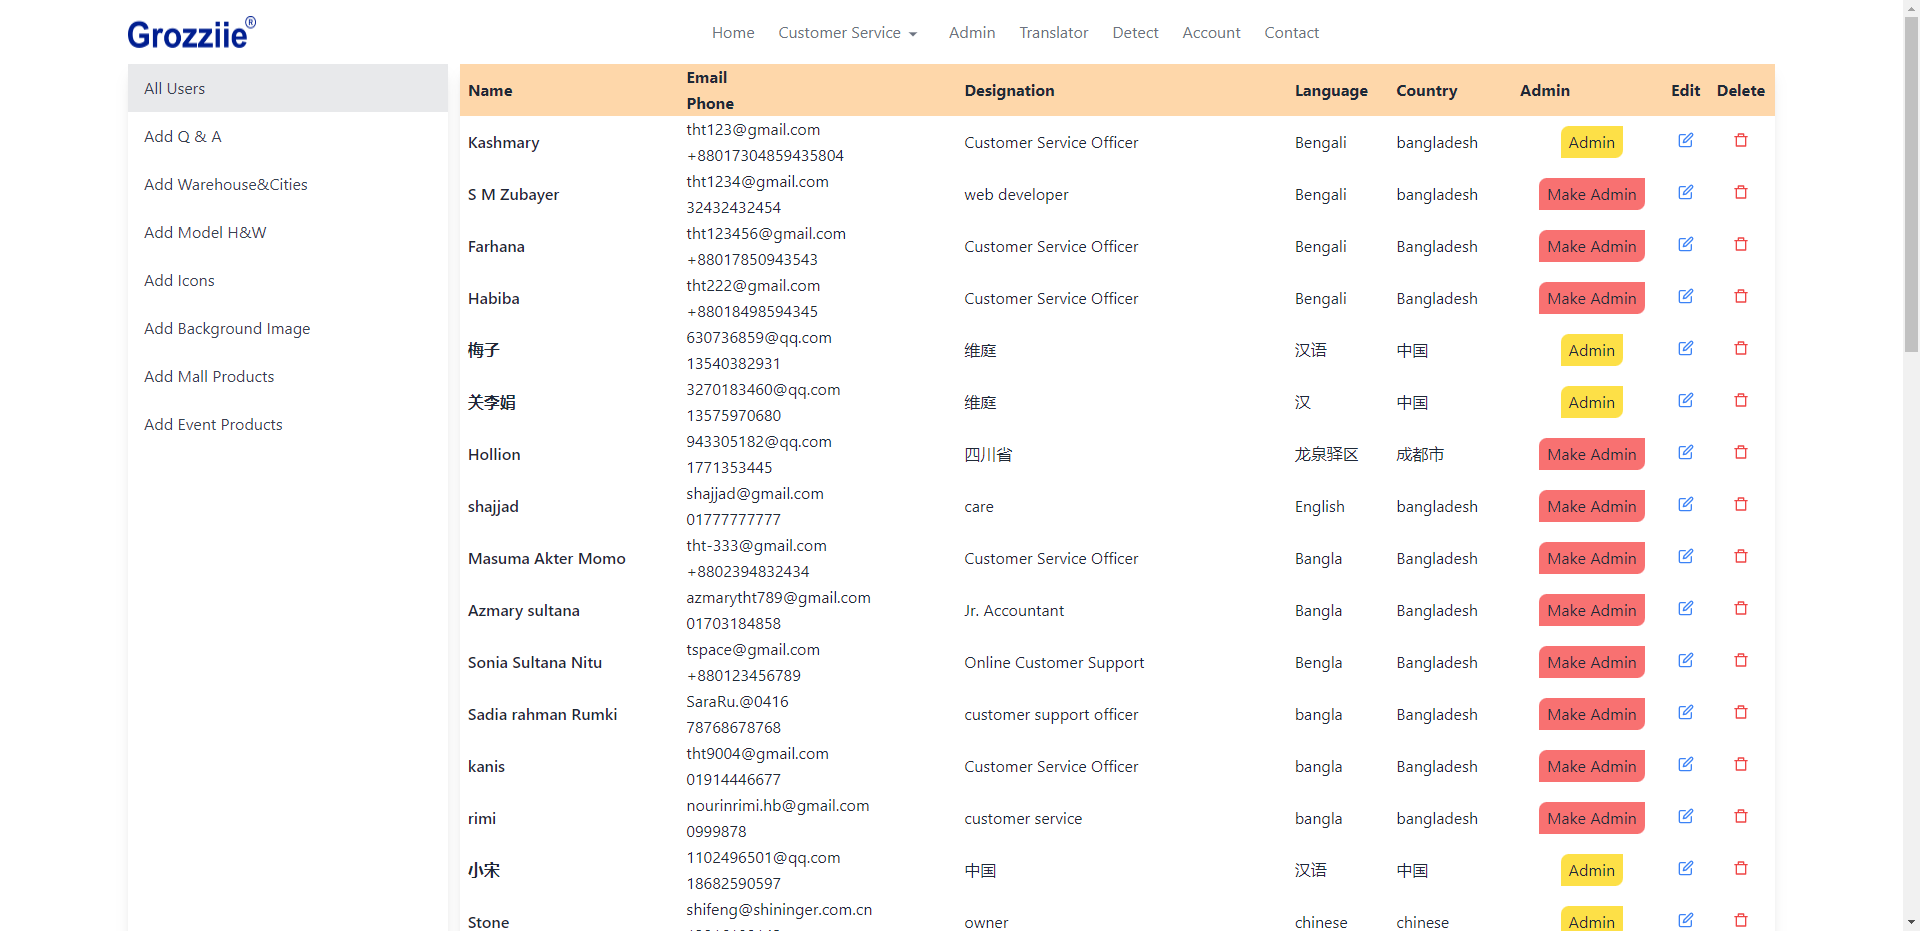 Grozziie®
Home Customer Service Admin Translator Detect Account Contact
All Users
Add Q & A
Add Warehouse&Cities
Add Model H&W
Add Icons
Add Background Image
Add Mall Products
Add Event Products
Name Email Phone Designation Language Country Admin Edit Delete
Kashmary tht123@gmail.com +88017304859435804 Customer Service Officer Bengali bangladesh Admin
S M Zubayer tht1234@gmail.com 32432432454 web developer Bengali bangladesh Make Admin
Farhana tht123456@gmail.com +88017850943543 Customer Service Officer Bengali Bangladesh Make Admin
Habiba tht222@gmail.com +88018498594345 Customer Service Officer Bengali Bangladesh Make Admin
梅子 630736859@qq.com 13540382931 维庭 汉语 中国 Admin
关李娟 3270183460@qq.com 13575970680 维庭 汉 中国 Admin
Hollion 943305182@qq.com 1771353445 四川省 龙泉驿区 成都市 Make Admin
shajjad shajjad@gmail.com 01777777777 care English bangladesh Make Admin
Masuma Akter Momo tht-333@gmail.com +8802394832434 Customer Service Officer Bangla Bangladesh Make Admin
Azmary sultana azmarytht789@gmail.com 01703184858 Jr. Accountant Bangla Bangladesh Make Admin
Sonia Sultana Nitu tspace@gmail.com +880123456789 Online Customer Support Bengla Bangladesh Make Admin
Sadia rahman Rumki SaraRu.@0416 78768678768 customer support officer bangla Bangladesh Make Admin
kanis tht9004@gmail.com 01914446677 Customer Service Officer bangla Bangladesh Make Admin
rimi nourinrimi.hb@gmail.com 0999878 customer service bangla bangladesh Make Admin
小宋 1102496501@qq.com 18682590597 中国 汉语 中国 Admin
Stone shifeng@shininger.com.cn owner chinese chinese Admin